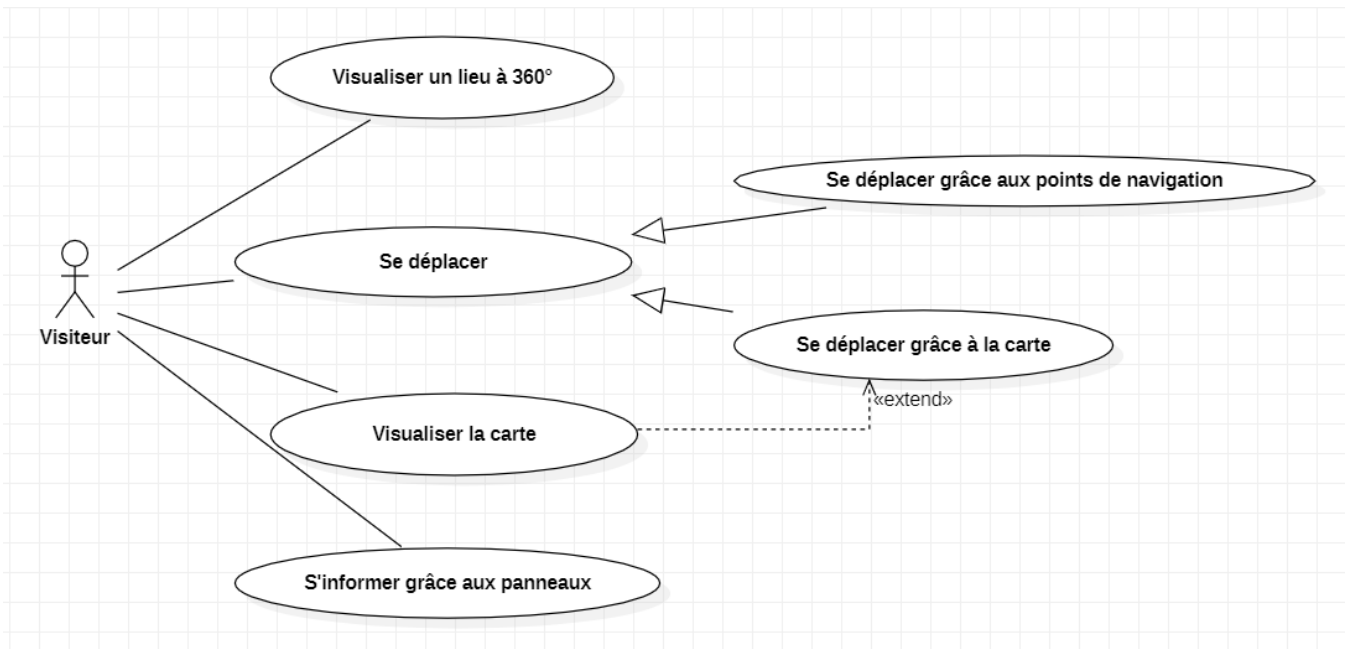 Visualiser un lieu à 360°
Se déplacer grâce aux points de navigation
Se déplacer
Visiteur
Se déplacer grâce à la carte
«extend»
Visualiser la carte
S'informer grâce aux panneaux